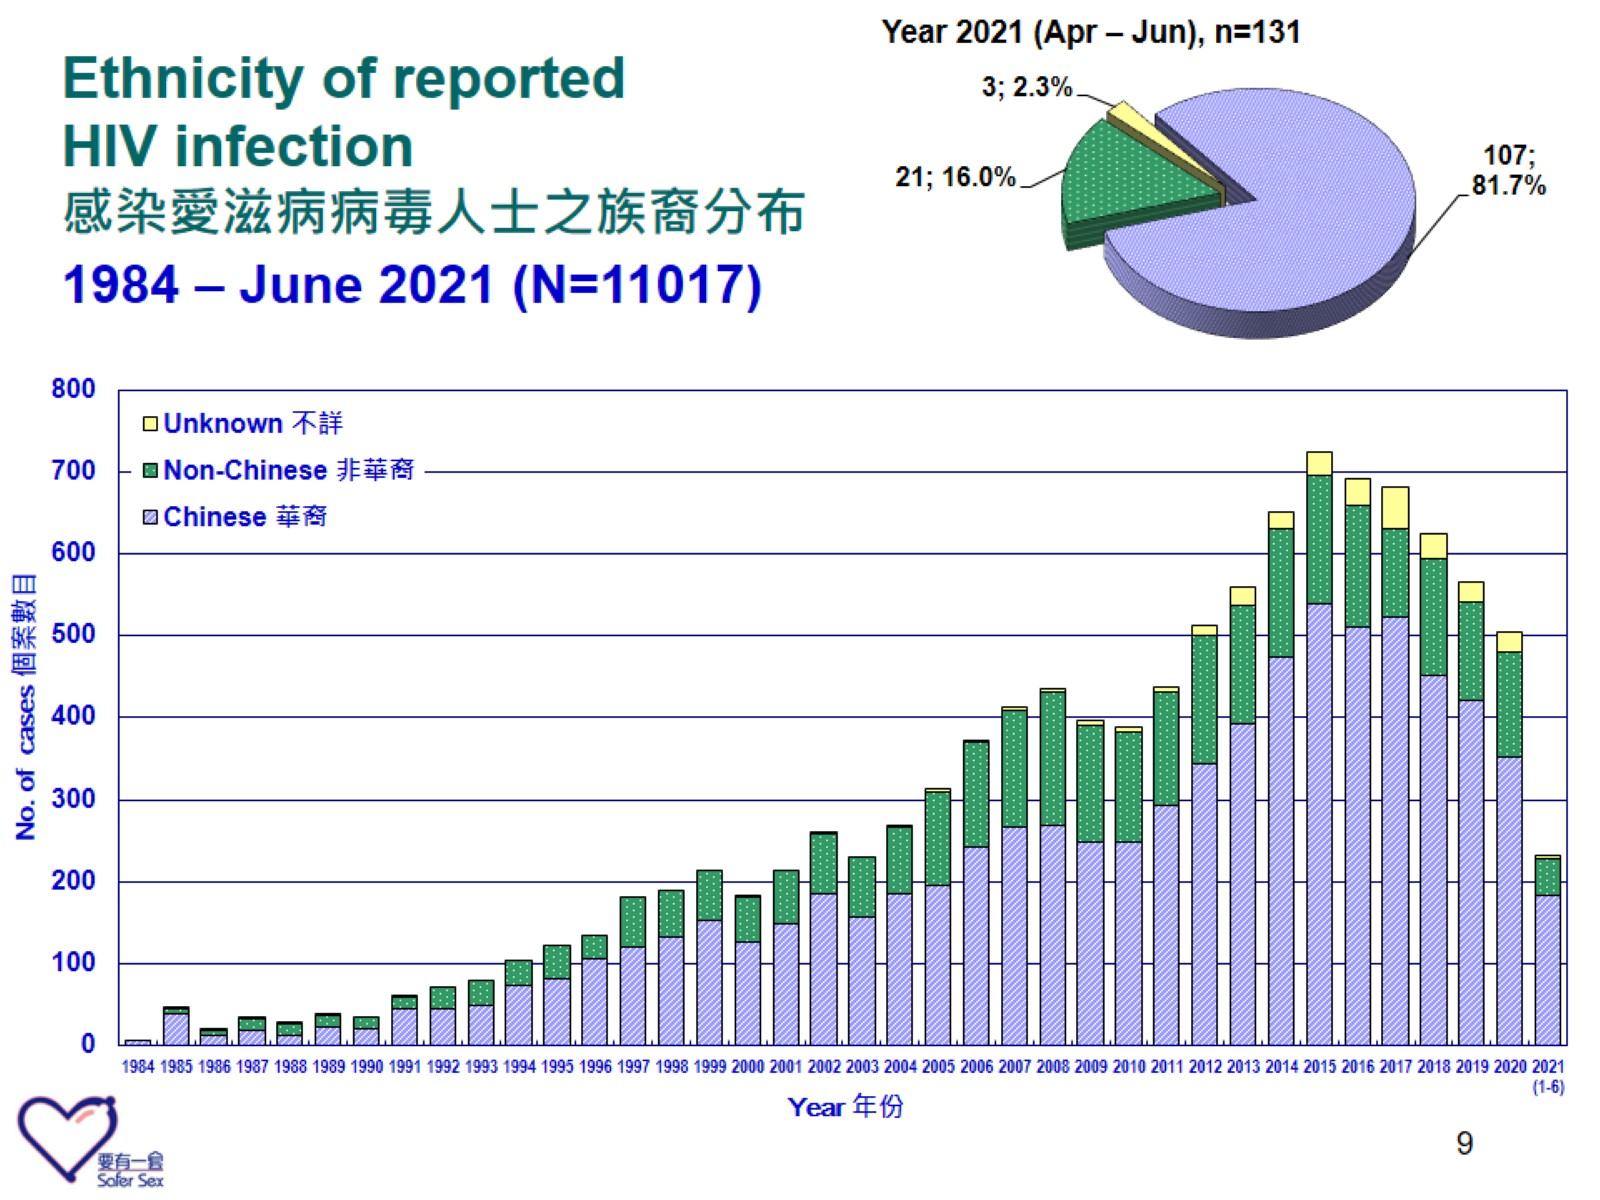 Ethnicity of reported
HIV infection
感染愛滋病病毒人士之族裔分布
1984 – June 2021 (N=11017)
Year 2021 (Apr – Jun), n=131
3; 2.3%
21; 16.0%
107;
81.7%
No. of cases 個案數目
800
700
600
500
400
300
200
100
0
Unknown 不詳
Non-Chinese 非華裔
Chinese 華裔
1984 1985 1986 1987 1988 1989 1990 1991 1992 1993 1994 1995 1996 1997 1998 1999 2000 2001 2002 2003 2004 2005 2006 2007 2008 2009 2010 2011 2012 2013 2014 2015 2016 2017 2018 2019 2020 2021
(1-6)
Year 年份
要有一套
Safer Sex
9